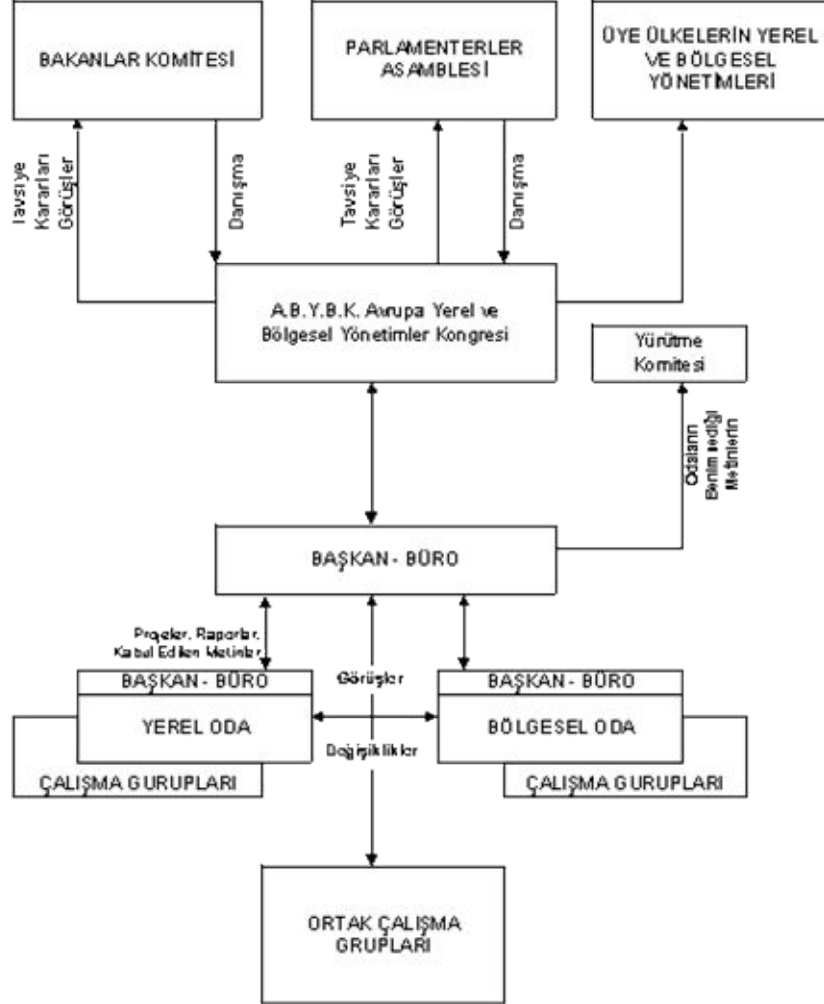 BAKANLAR KOMİTESİ
PARLAMENTERLER
ASAMBLESİ
ÜYE ÜLKELERİN YEREL
VE BÖLGESEL
YÖNETİMLERİ
Tavsiye
Kararları
Görüşler
Danışma
Tavsiye
Kararları
Görüşler
Danışma
A.B.Y.B.K. Avrupa Yerel ve
Bölgesel Yönetimler Kongresi
Yürütme
Komitesi
Odaların
Benimsediği
Metinlerin
BAŞKAN - BÜRO
Projeler, Raporlar,
Kabul Edilen Metinler
BAŞKAN - BÜRO
YEREL ODA
ÇALIŞMA GURUPLARI
Görüşler
Değişiklikler
BAŞKAN - BÜRO
BÖLGESEL ODA
ÇALIŞMA GURUPLARI
ORTAK ÇALIŞMA
GRUPLARI